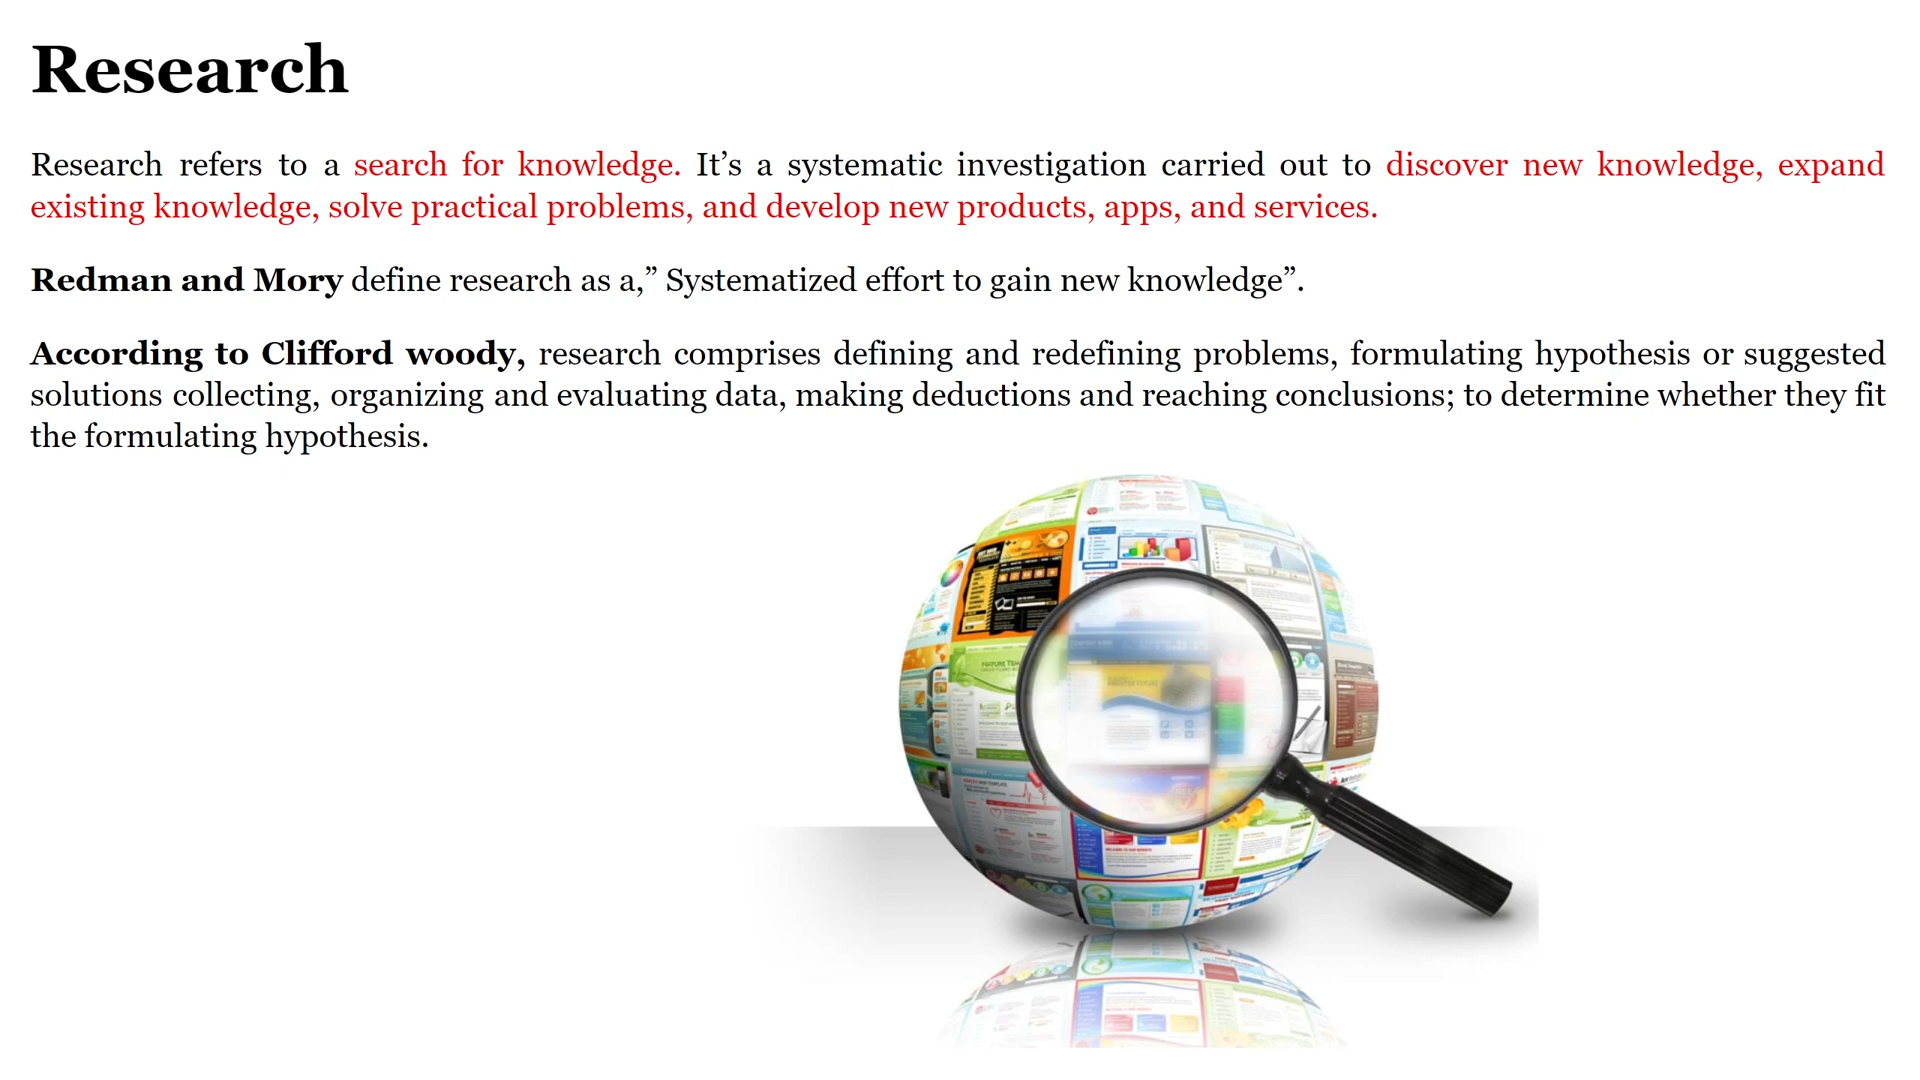 Research
Research refers to a search for knowledge. It’s a systematic investigation carried out to discover new knowledge, expand
existing knowledge, solve practical problems, and develop new products, apps, and services.
Redman and Mory define research as a,” Systematized effort to gain new knowledge”.
According to Clifford woody, research comprises defining and redefining problems, formulating hypothesis or suggested
solutions collecting, organizing and evaluating data, making deductions and reaching conclusions; to determine whether they fit
the formulating hypothesis.